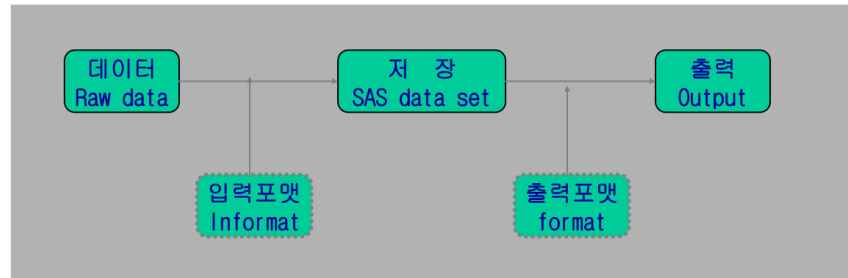 데이터
Raw data
저 장
SAS data set
출력
Output
입력포맷
Informat
출력포맷
format